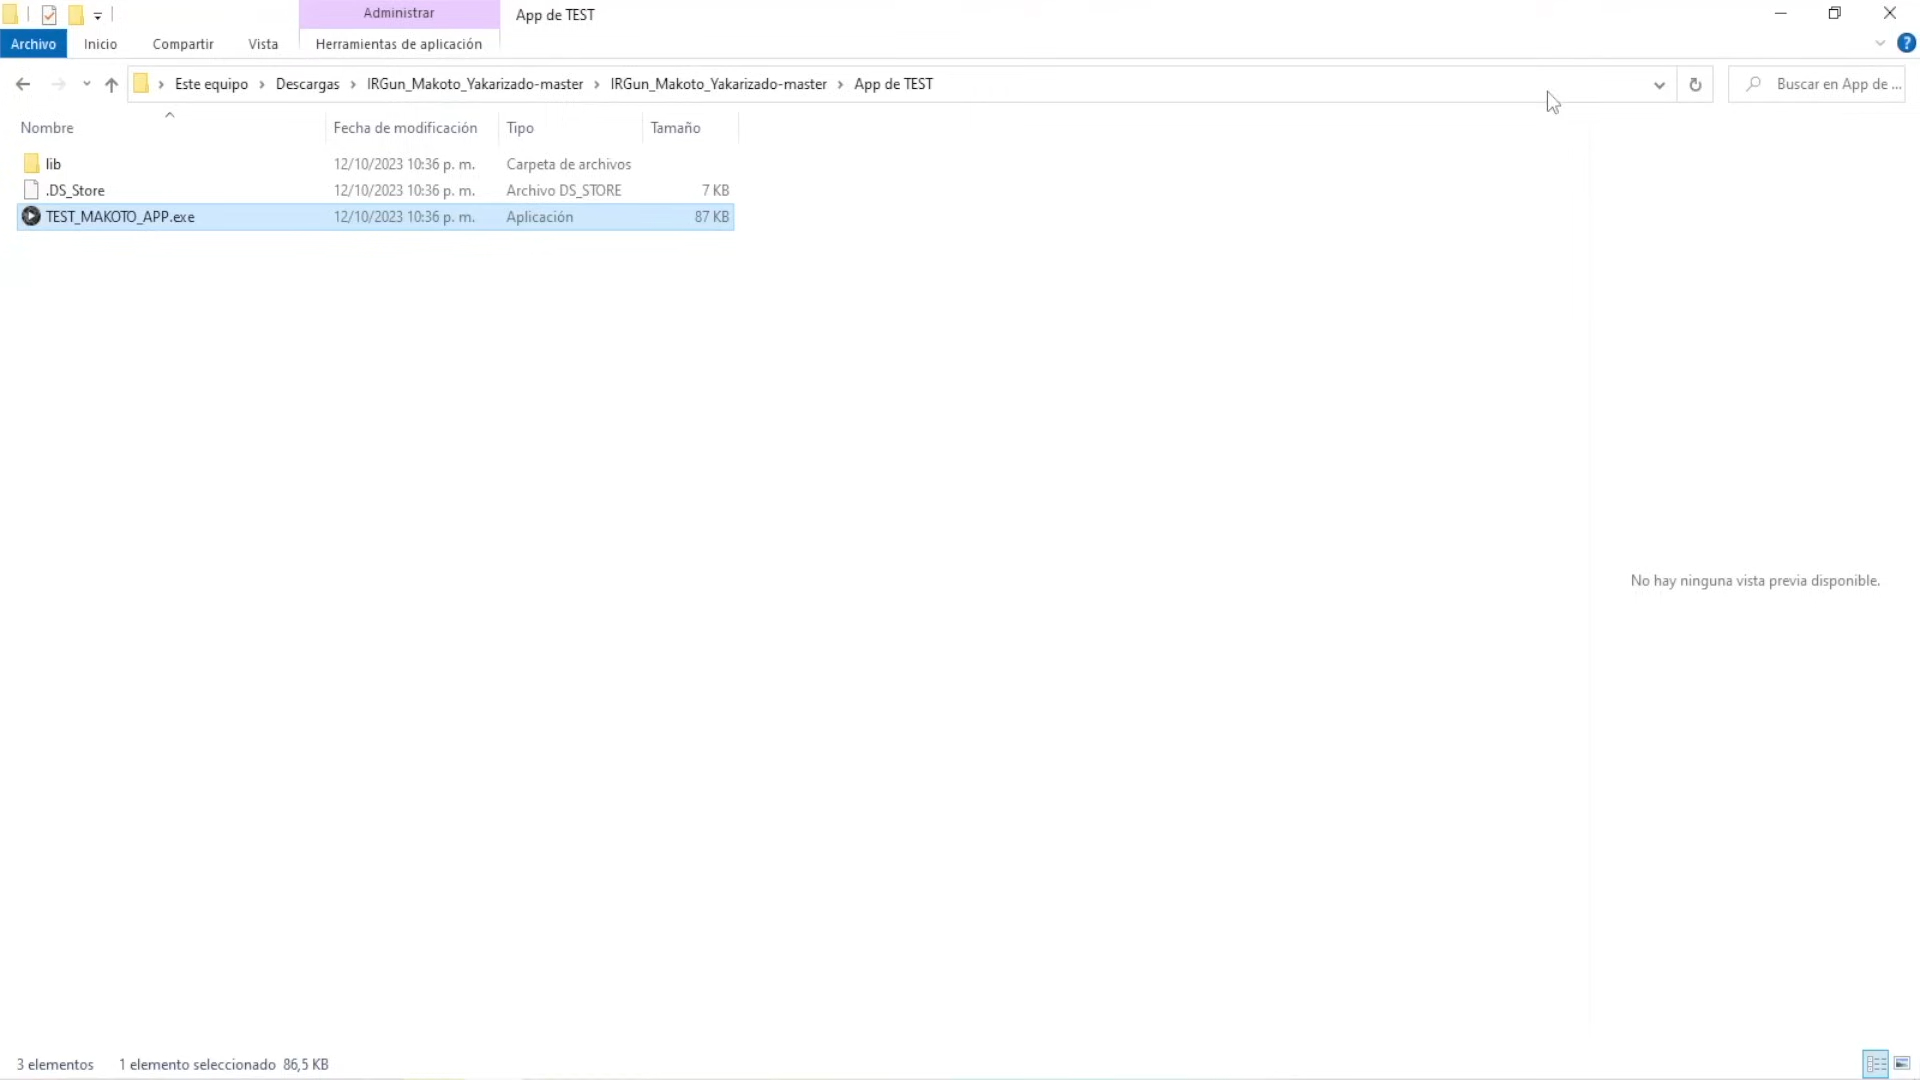 Administrar
App de TEST
Archivo
Inicio
Compartir
Vista
Herramientas de aplicación
?
Este equipo › Descargas › IRGun_Makoto_Yakarizado-master › IRGun_Makoto_Yakarizado-master › App de TEST
Buscar en App de ...
Nombre Fecha de modificación Tipo Tamaño
lib 12/10/2023 10:36 p. m. Carpeta de archivos
.DS_Store 12/10/2023 10:36 p. m. Archivo DS_STORE 7 KB
TEST_MAKOTO_APP.exe 12/10/2023 10:36 p. m. Aplicación 87 KB
No hay ninguna vista previa disponible.
3 elementos 1 elemento seleccionado 86,5 KB